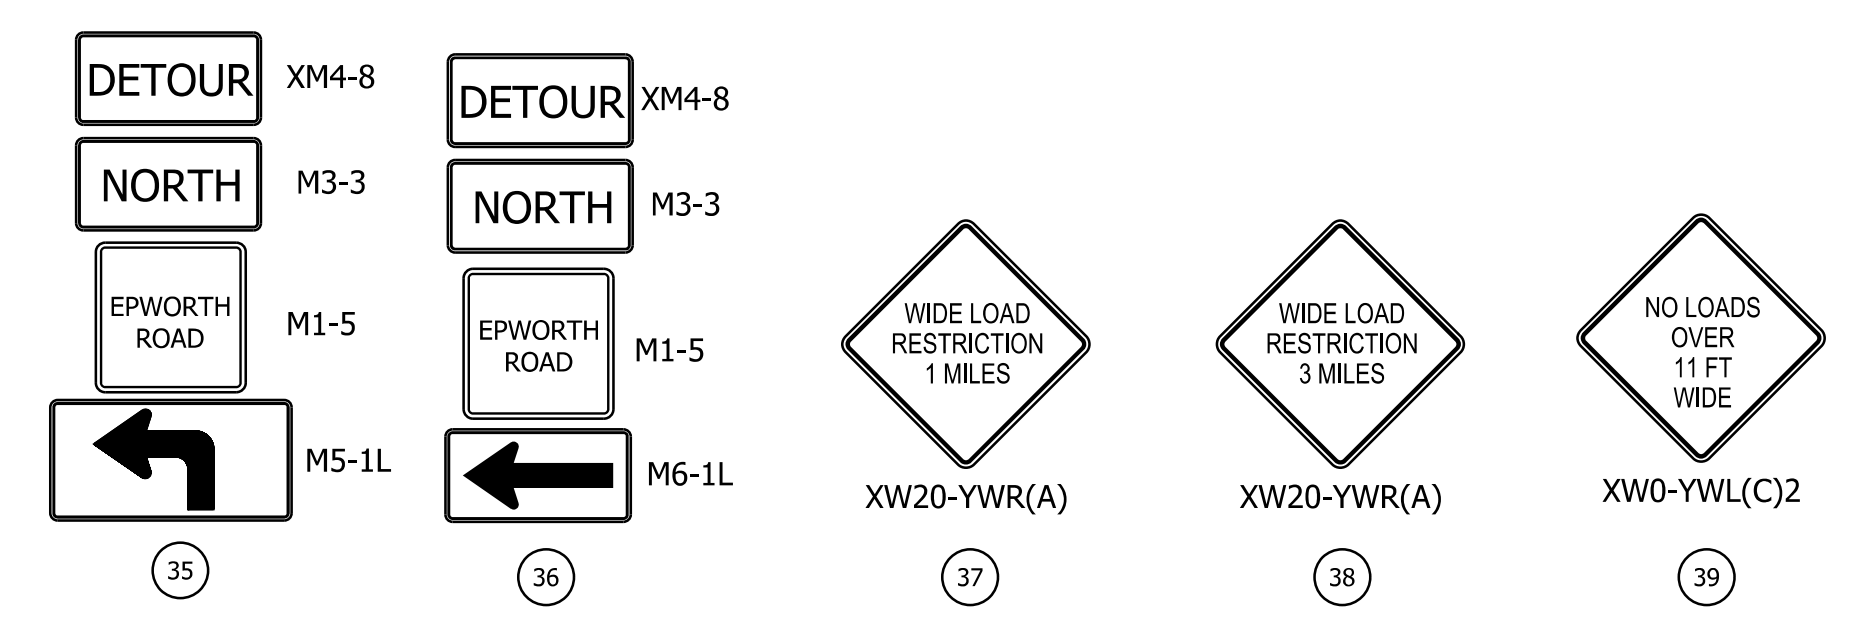 DETOUR XM4-8
NORTH M3-3
EPWORTH
ROAD
M1-5
M5-1L
35
DETOUR XM4-8
NORTH M3-3
EPWORTH
ROAD
M1-5
M6-1L
36
WIDE LOAD
RESTRICTION
1 MILES
XW20-YWR(A)
37
WIDE LOAD
RESTRICTION
3 MILES
XW20-YWR(A)
38
NO LOADS
OVER
11 FT
WIDE
XW0-YWL(C)2
39